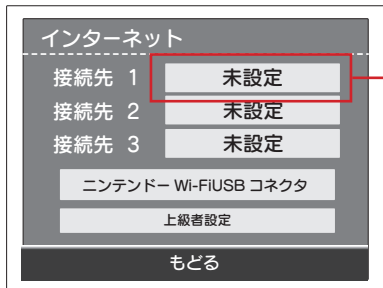 インターネット
接続先 1 未設定
接続先 2 未設定
接続先 3 未設定
ニンテンドー Wi-FiUSB コネクタ
上級者設定
もどる